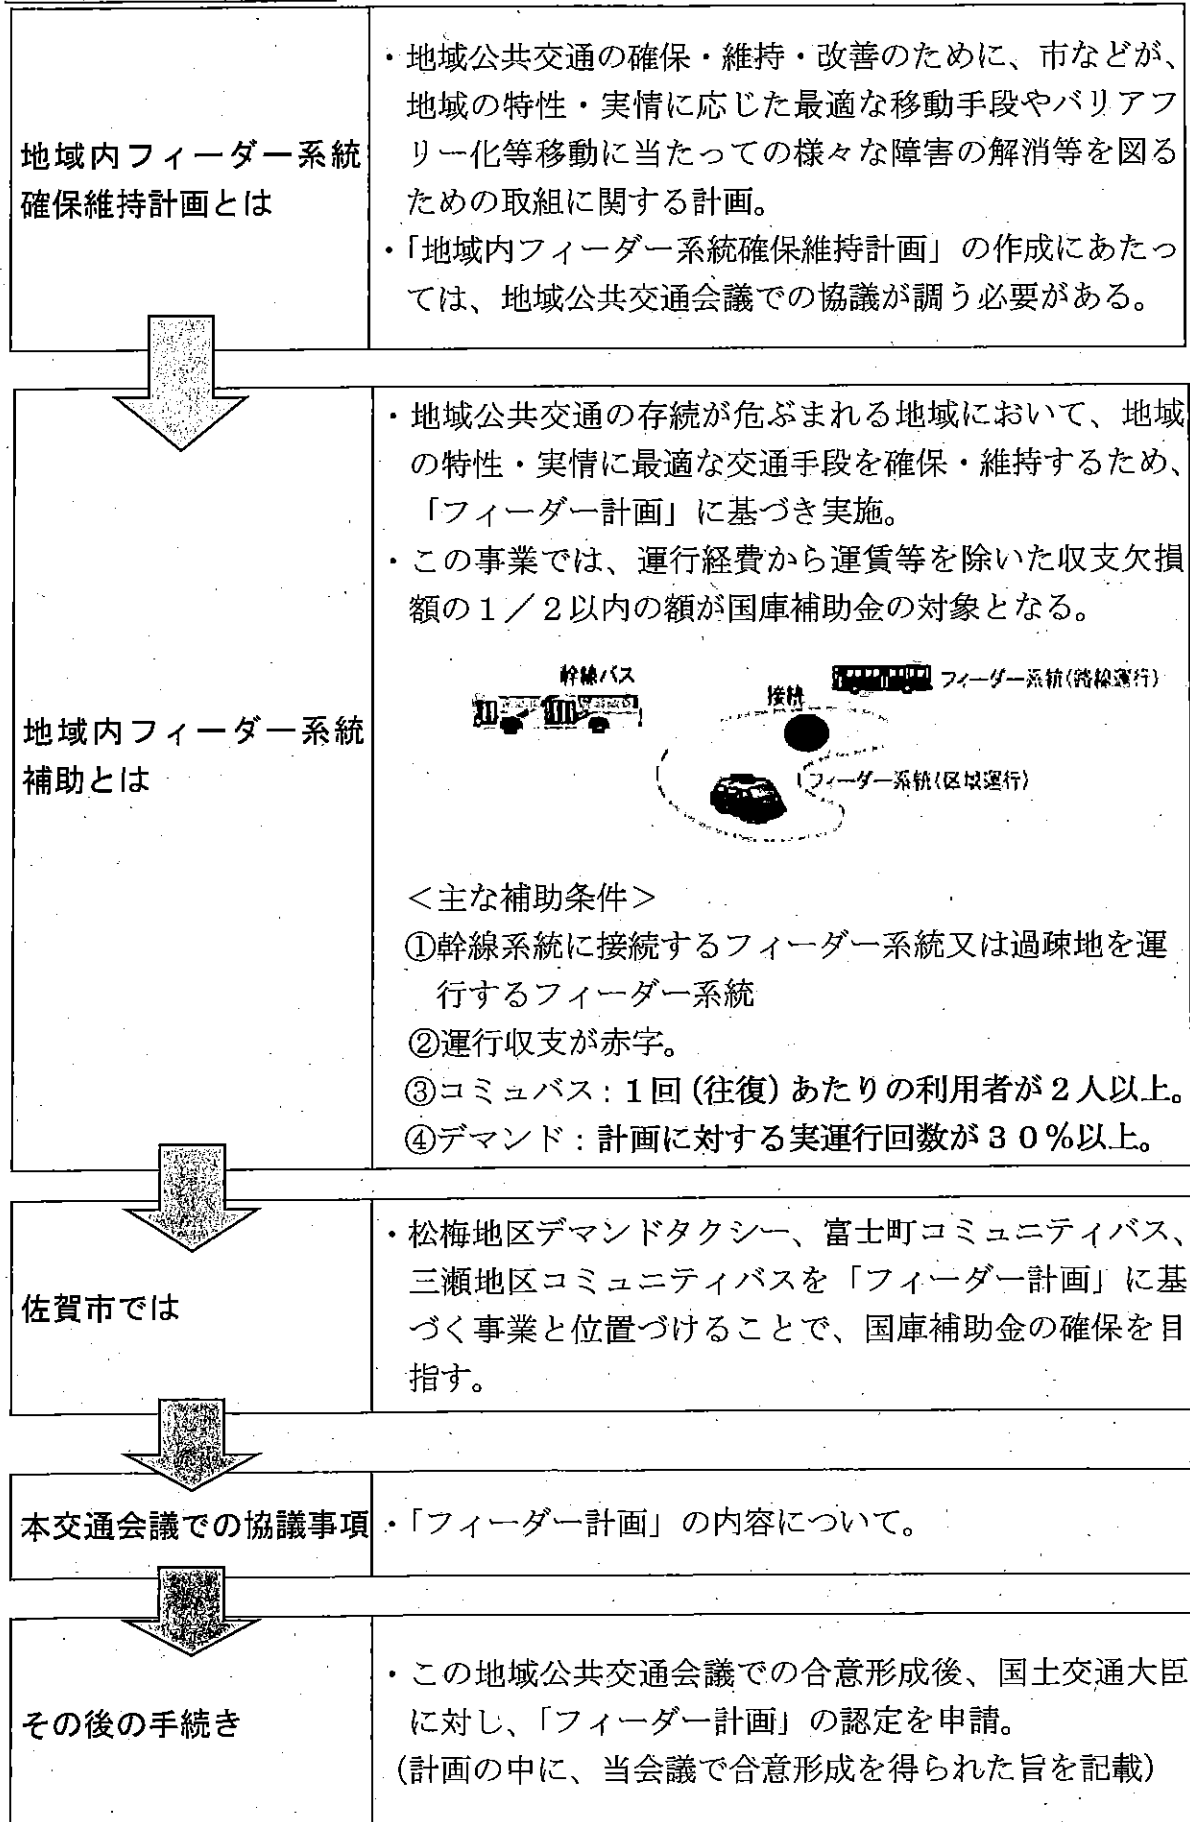 地域内フィーダー系統
確保維持計画とは
・地域公共交通の確保・維持・改善のために、市などが、
地域の特性・実情に応じた最適な移動手段やバリアフ
リー化等移動に当たっての様々な障害の解消等を図る
ための取組に関する計画。
・「地域内フィーダー系統確保維持計画」の作成にあたっ
ては、地域公共交通会議での協議が調う必要がある。
地域内フィーダー系統
補助とは
・地域公共交通の存続が危ぶまれる地域において、地域
の特性・実情に最適な交通手段を確保・維持するため、
「フィーダー計画」に基づき実施。
・この事業では、運行経費から運賃等を除いた収支欠損
額の1／2以内の額が国庫補助金の対象となる。
幹線バス
接続
フィーダー系統(路線運行)
フィーダー系統(区域運行)
＜主な補助条件＞
①幹線系統に接続するフィーダー系統又は過疎地を運
行するフィーダー系統
②運行収支が赤字。
③コミュバス：1回(往復)あたりの利用者が2人以上。
④デマンド：計画に対する実運行回数が30%以上。
佐賀市では
・松梅地区デマンドタクシー、富士町コミュニティバス、
三瀬地区コミュニティバスを「フィーダー計画」に基
づく事業と位置づけることで、国庫補助金の確保を目
指す。
本交通会議での協議事項
・「フィーダー計画」の内容について。
その後の手続き
・この地域公共交通会議での合意形成後、国土交通大臣
に対し、「フィーダー計画」の認定を申請。
(計画の中に、当会議で合意形成を得られた旨を記載)